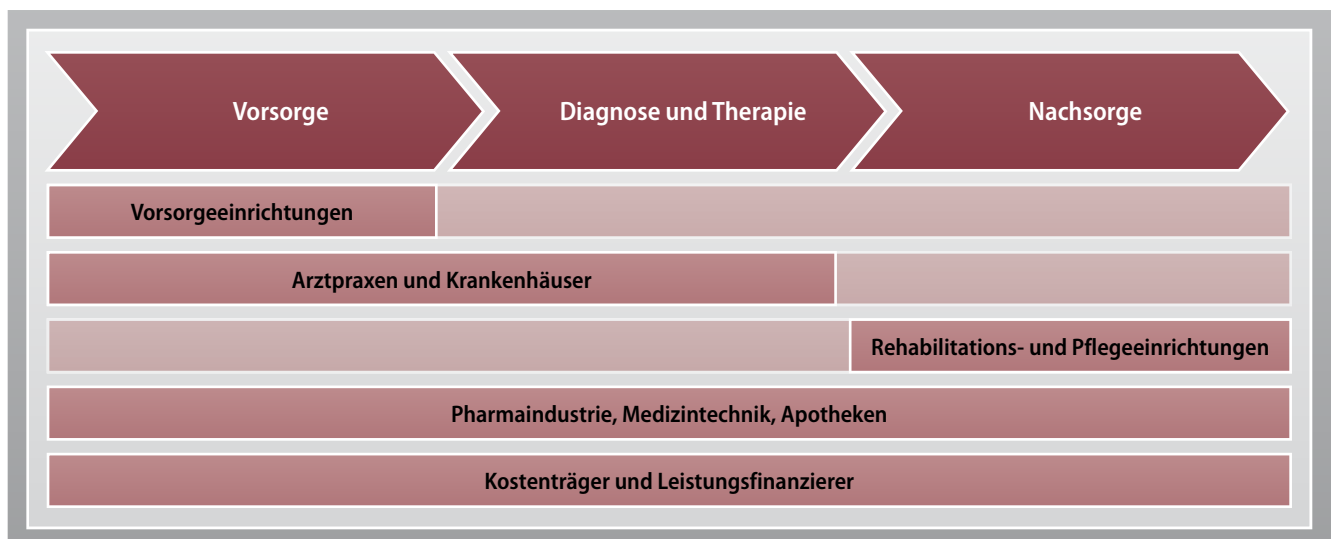 Vorsorge
Diagnose und Therapie
Nachsorge
Vorsorgeeinrichtungen
Arztpraxen und Krankenhäuser
Rehabilitations- und Pflegeeinrichtungen
Pharmaindustrie, Medizintechnik, Apotheken
Kostenträger und Leistungsfinanzierer